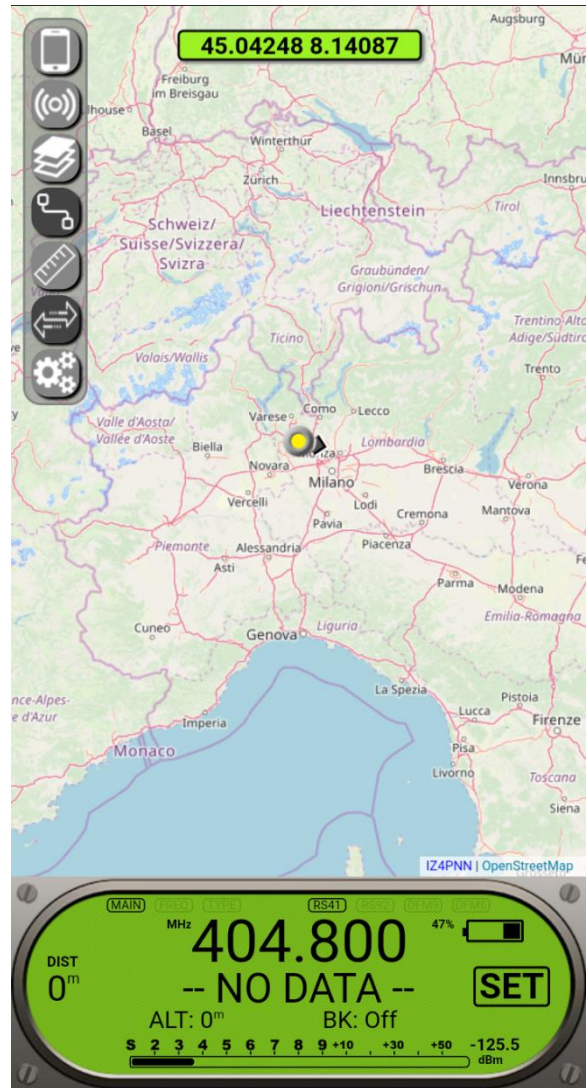 45.04248 8.14087
Augsburg
Freiburg
im Breisgau
Basel
Winterthur
Zürich
Innsbru
Schweiz/
Suisse/Svizzera/
Svizra
Liechtenstein
Tirol
Graubünden/
Grigioni/Grischun
Ticino
Trentino-Alto
Adige/Südtiro
Valais/Wallis
Trento
Varese
Como
Lecco
Valle d'Aosta/
Vallée d'Aoste
Biella
Lombardia
Novara
Milano
Brescia
Verona
Vercelli
Lodi
Cremona
Mantova
Pavia
Piacenza
Piemonte
Alessandria
Asti
Parma
Modena
Emilia-Romagna
Cuneo
Genova
Liguria
La Spezia
nce-Alpes-
e d'Azur
Imperia
Lucca
Pistoia
Firenze
Monaco
Pisa
Livorno
Toscana
Siena
IZ4PNN | OpenStreetMap
MAIN FREQ TYPE RS41 RS92 DFM9 DFM6
MHz 404.800 47%
DIST
0m
-- NO DATA --
SET
ALT: 0m BK: Off
S 1 2 3 4 5 6 7 8 9 +10 +30 +50 -125.5
dBm